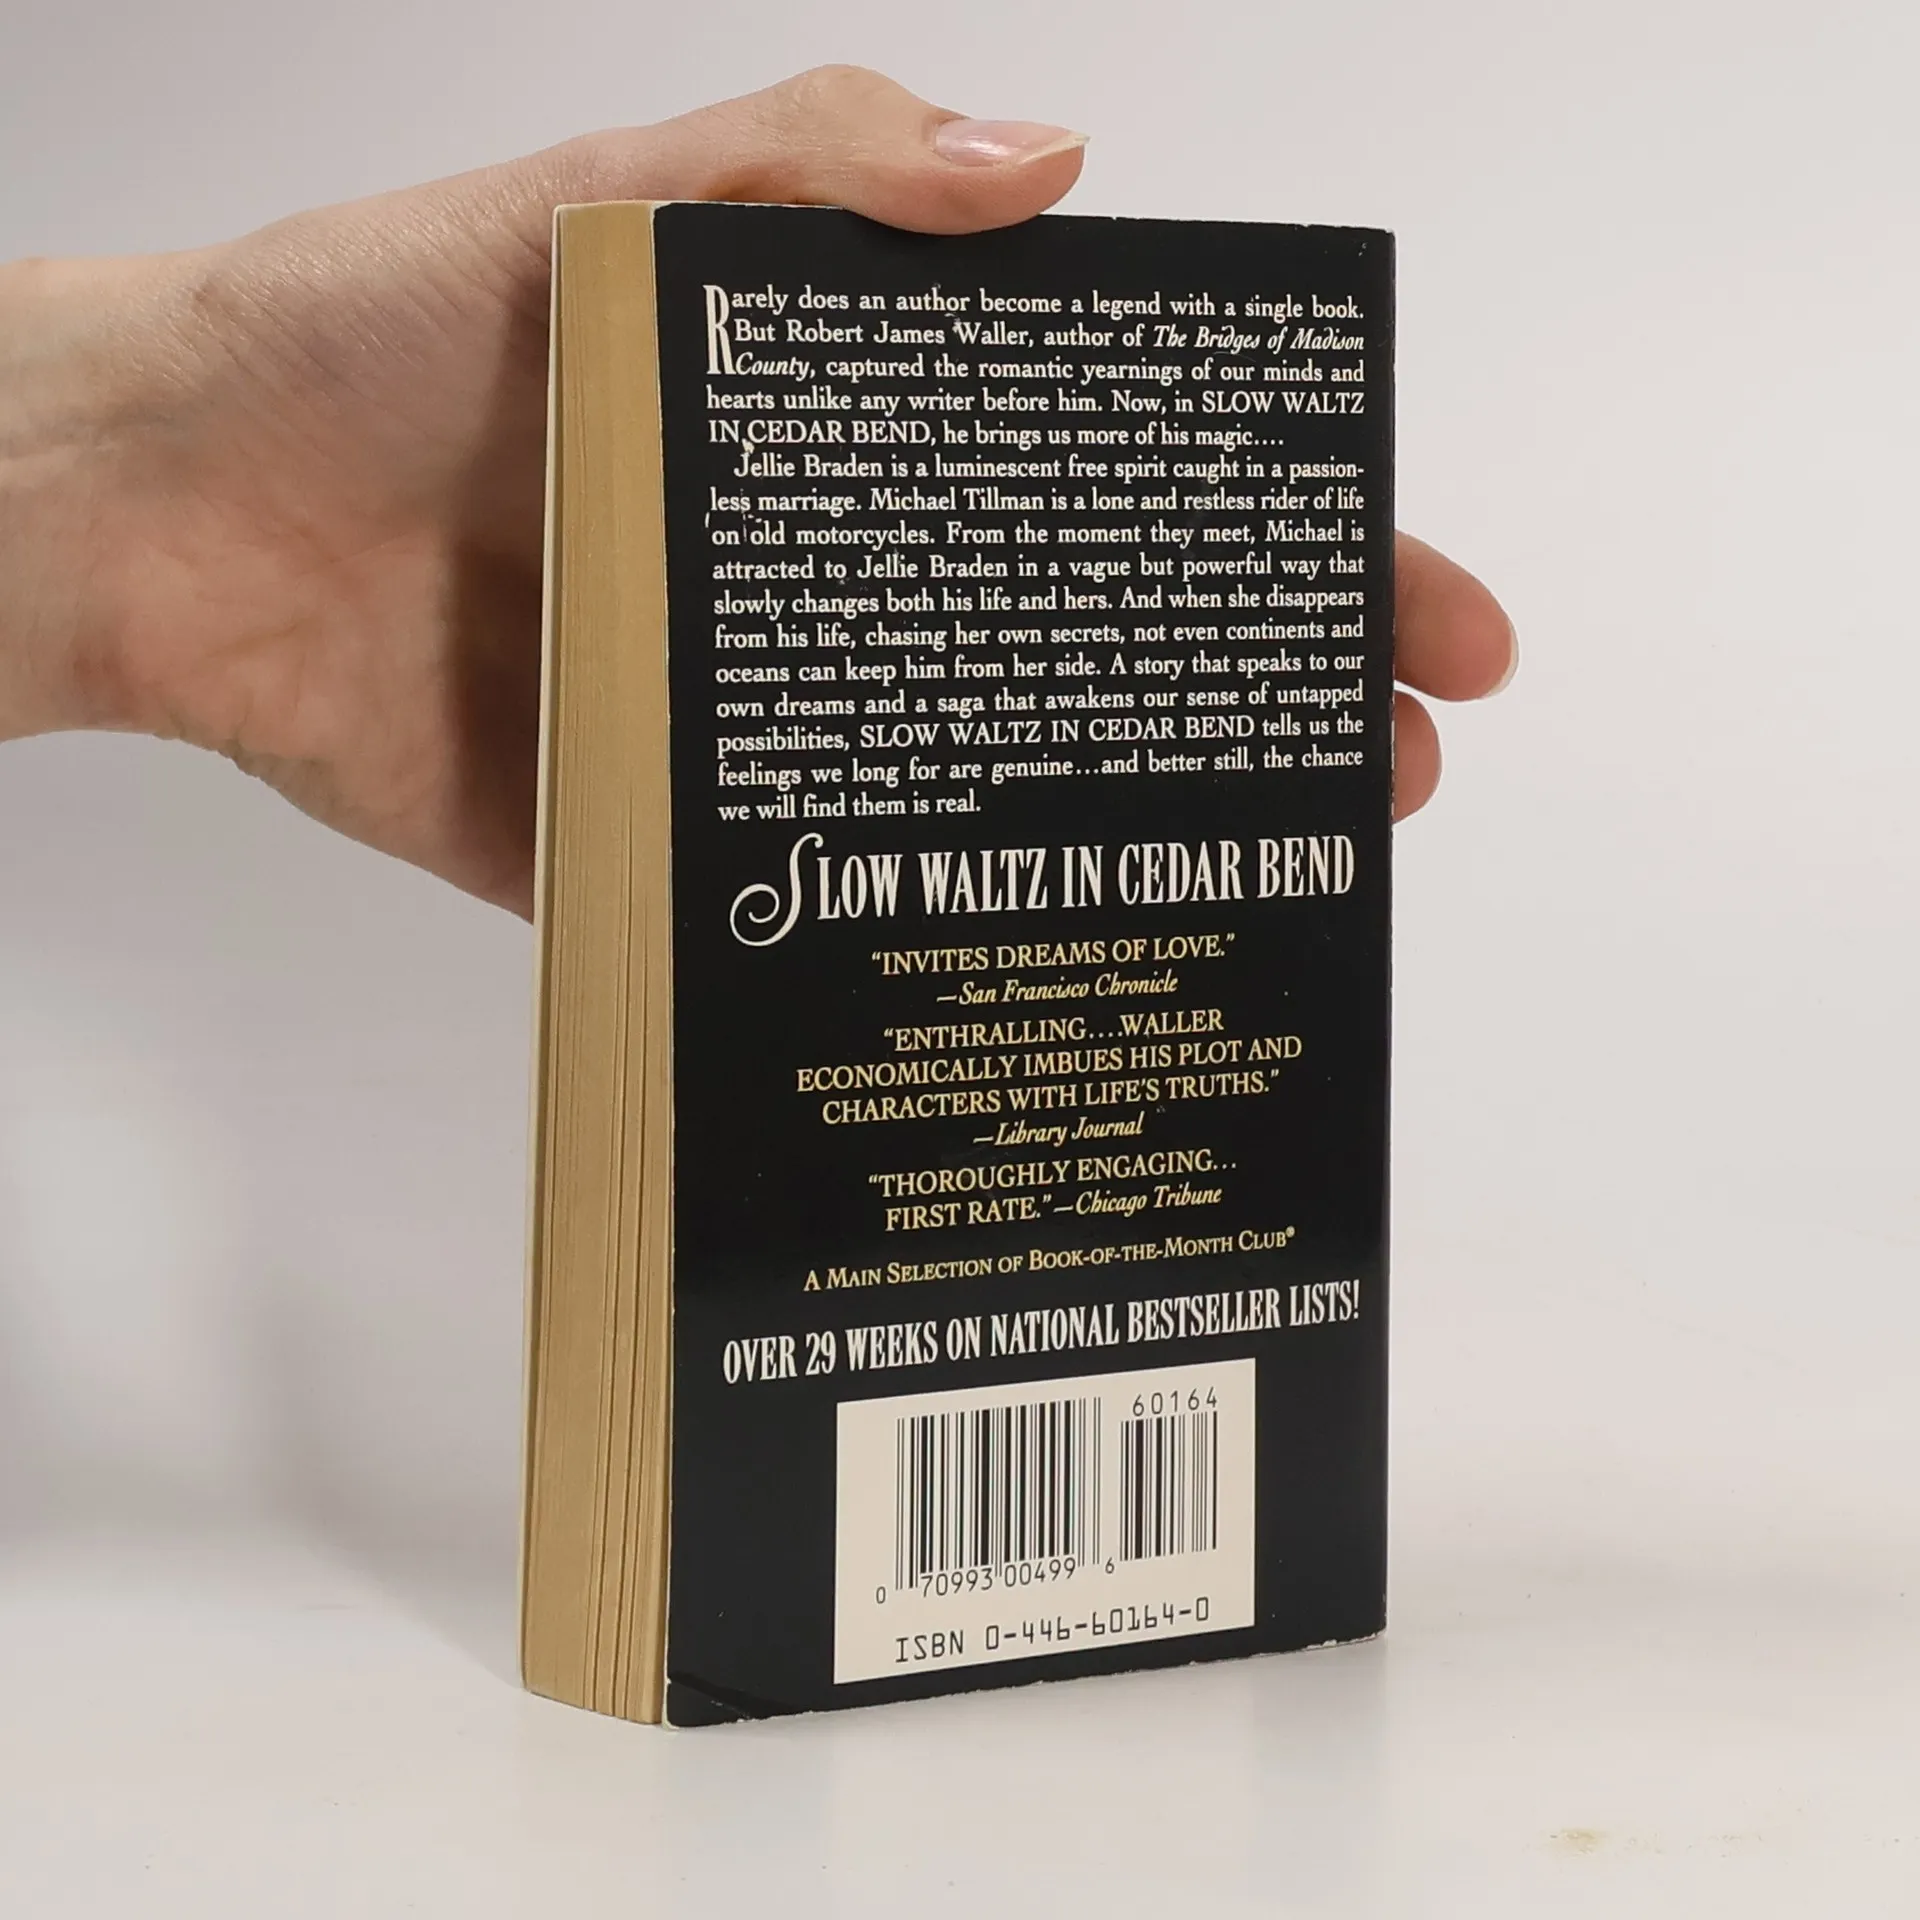 Rarely does an author become a legend with a single book.
But Robert James Waller, author of The Bridges of Madison
County, captured the romantic yearnings of our minds and
hearts unlike any writer before him. Now, in SLOW WALTZ
IN CEDAR BEND, he brings us more of his magic....
Jellie Braden is a luminescent free spirit caught in a passion-
less marriage. Michael Tillman is a lone and restless rider of life
on old motorcycles. From the moment they meet, Michael is
attracted to Jellie Braden in a vague but powerful way that
slowly changes both his life and hers. And when she disappears
from his life, chasing her own secrets, not even continents and
oceans can keep him from her side. A story that speaks to our
own dreams and a saga that awakens our sense of untapped
possibilities, SLOW WALTZ IN CEDAR BEND tells us the
feelings we long for are genuine...and better still, the chance
we will find them is real.
SLOW WALTZ IN CEDAR BEND
“INVITES DREAMS OF LOVE.”
—San Francisco Chronicle
“ENTHRALLING....WALLER
ECONOMICALLY IMBUES HIS PLOT AND
CHARACTERS WITH LIFE’S TRUTHS.”
—Library Journal
“THOROUGHLY ENGAGING...
FIRST RATE.”—Chicago Tribune
A MAIN SELECTION OF BOOK-OF-THE-MONTH CLUB®
OVER 29 WEEKS ON NATIONAL BESTSELLER LISTS!
60164
0 70993 00499 6
ISBN 0-446-60164-0